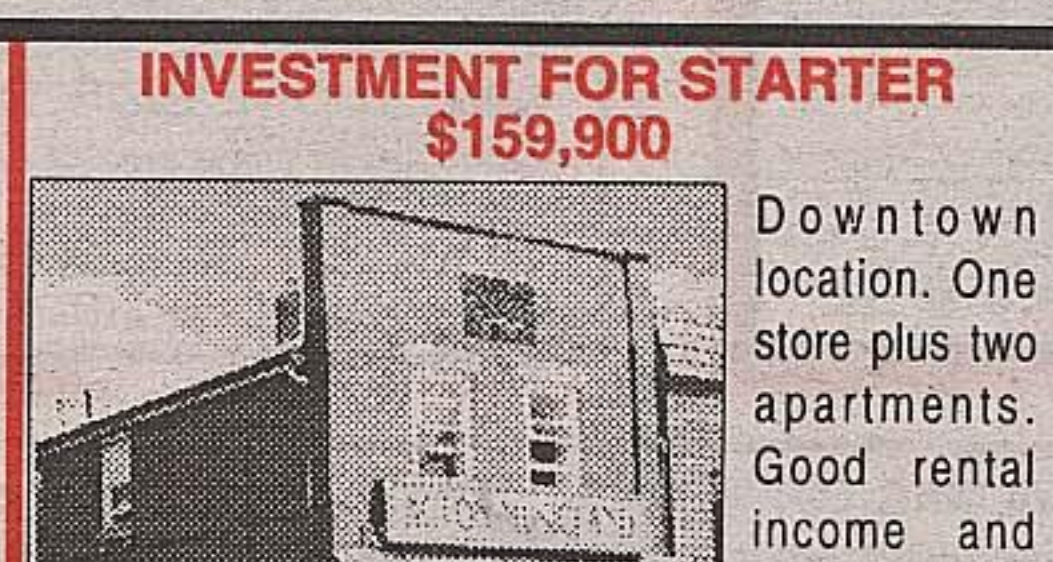 INVESTMENT FOR STARTER
$159,900
Downtown
location. One
store plus two
apartments.
Good rental
income and